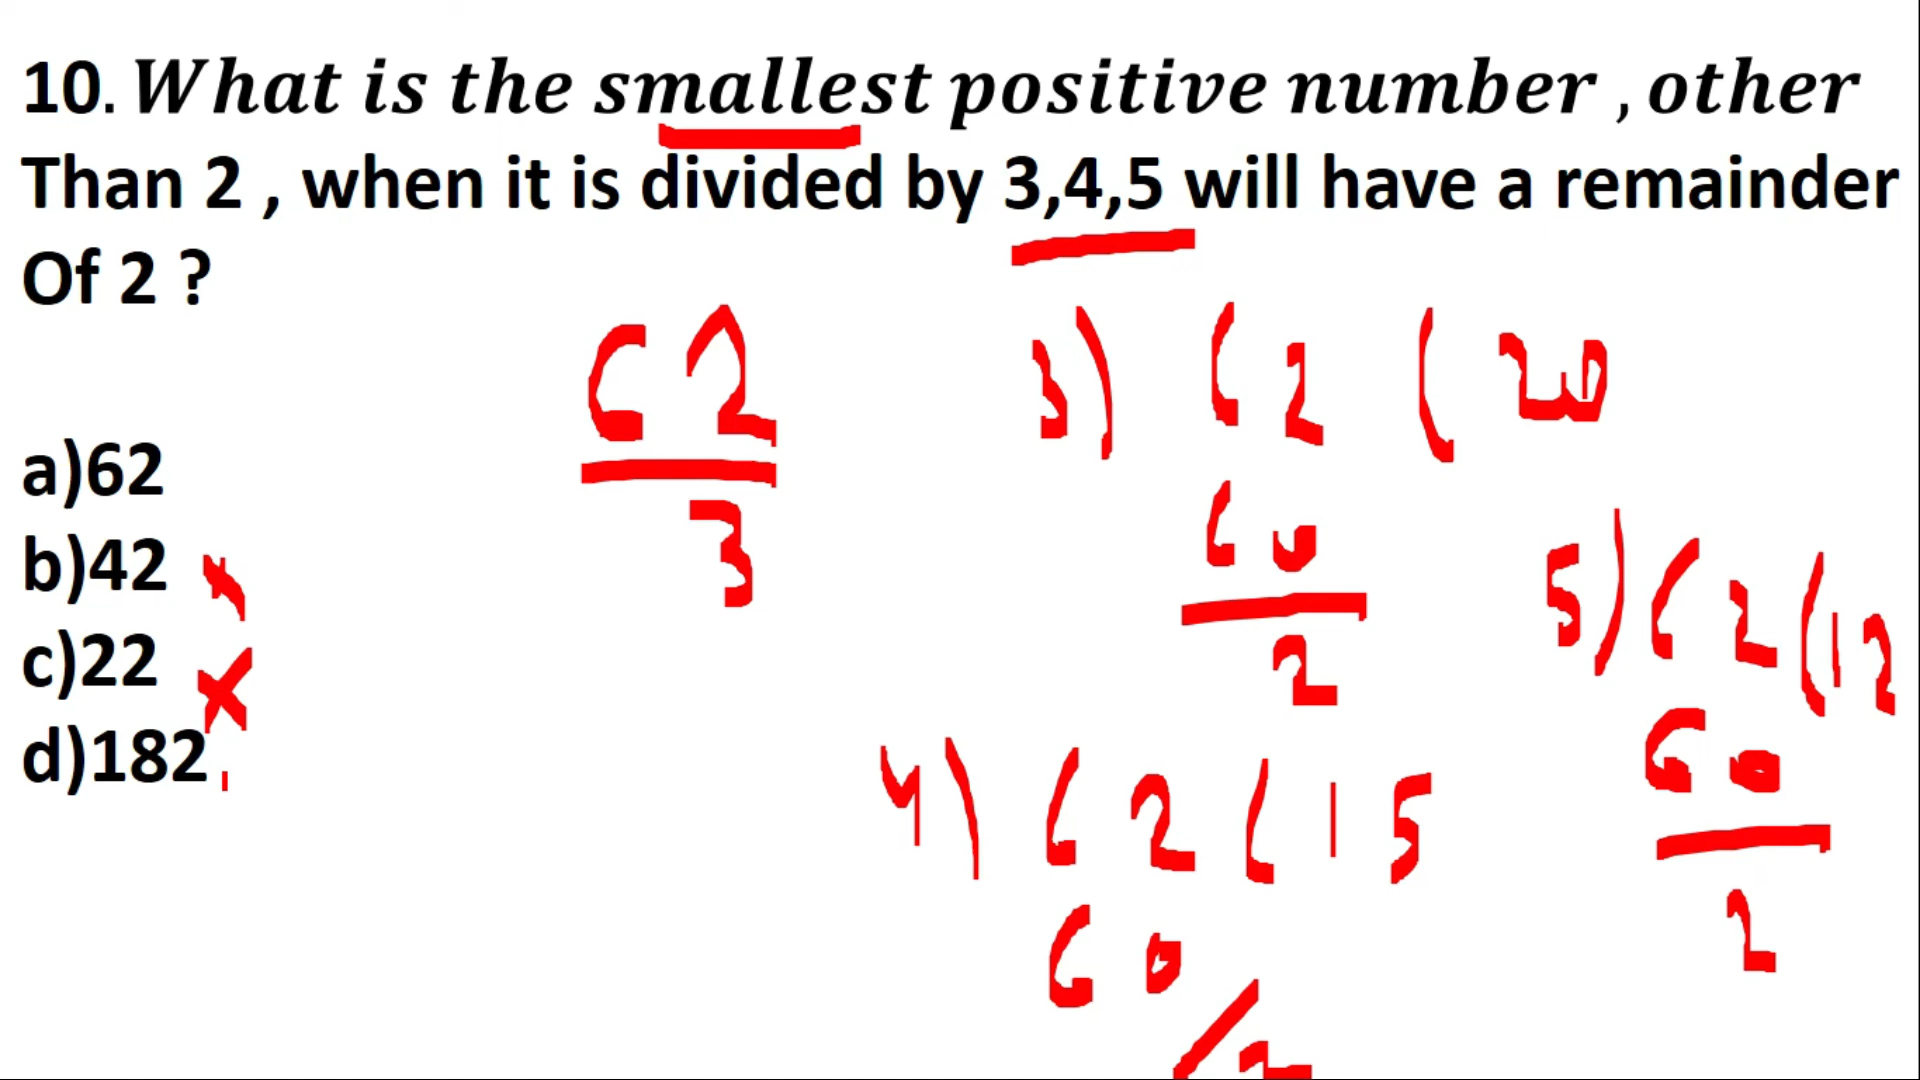 10. What is the smallest positive number , other
Than 2 , when it is divided by 3,4,5 will have a remainder
Of 2 ?
62
3
3) 62 ( 20
60
2
5) 62 ( 12
60
2
a)62
b)42
c)22 x
d)182
4) 62 ( 15
60
2